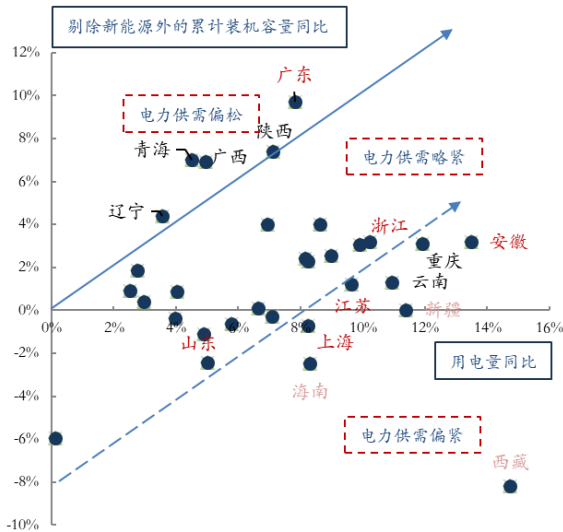 剔除新能源外的累计装机容量同比
12%
10%
8%
6%
4%
2%
0%
-2%
-4%
-6%
-8%
-10%
广东
电力供需偏松
陕西
青海
广西
电力供需略紧
辽宁
浙江
安徽
重庆
云南
江苏
新疆
0%
2%
4%
6%
8%
10%
12%
14%
16%
山东
上海
用电量同比
海南
电力供需偏紧
西藏